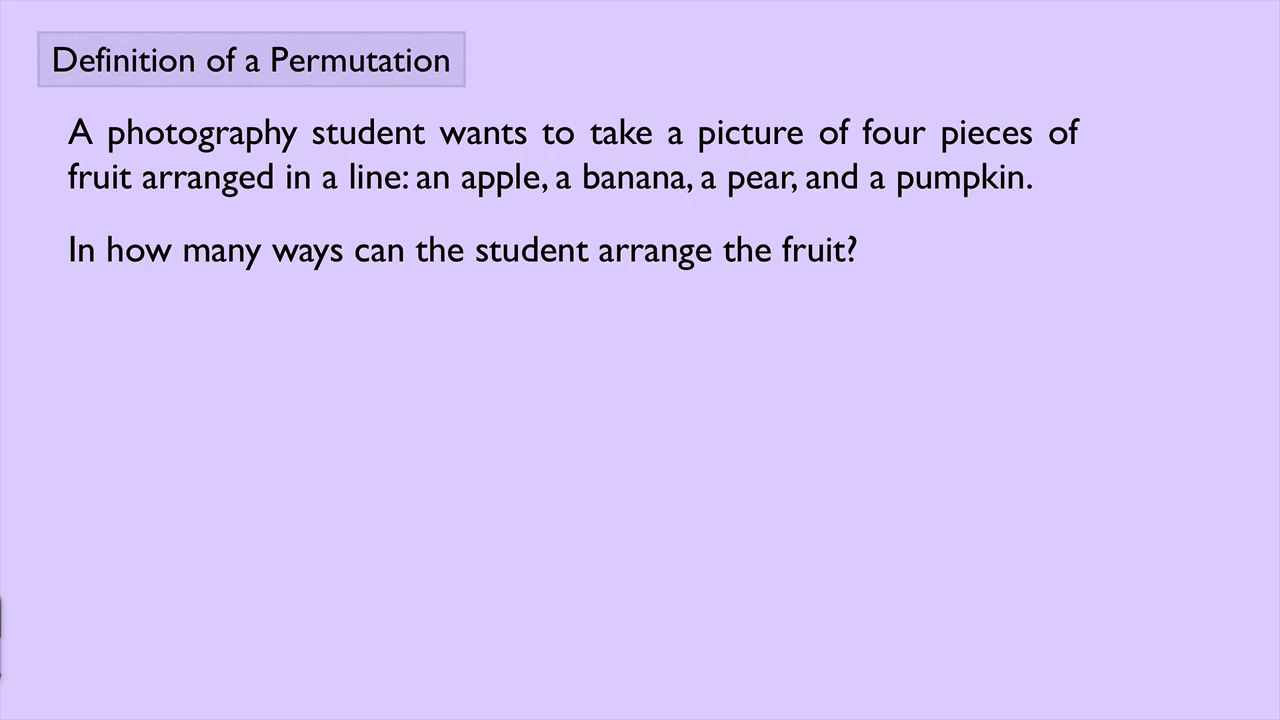 Definition of a Permutation
A photography student wants to take a picture of four pieces of
fruit arranged in a line: an apple, a banana, a pear, and a pumpkin.
In how many ways can the student arrange the fruit?